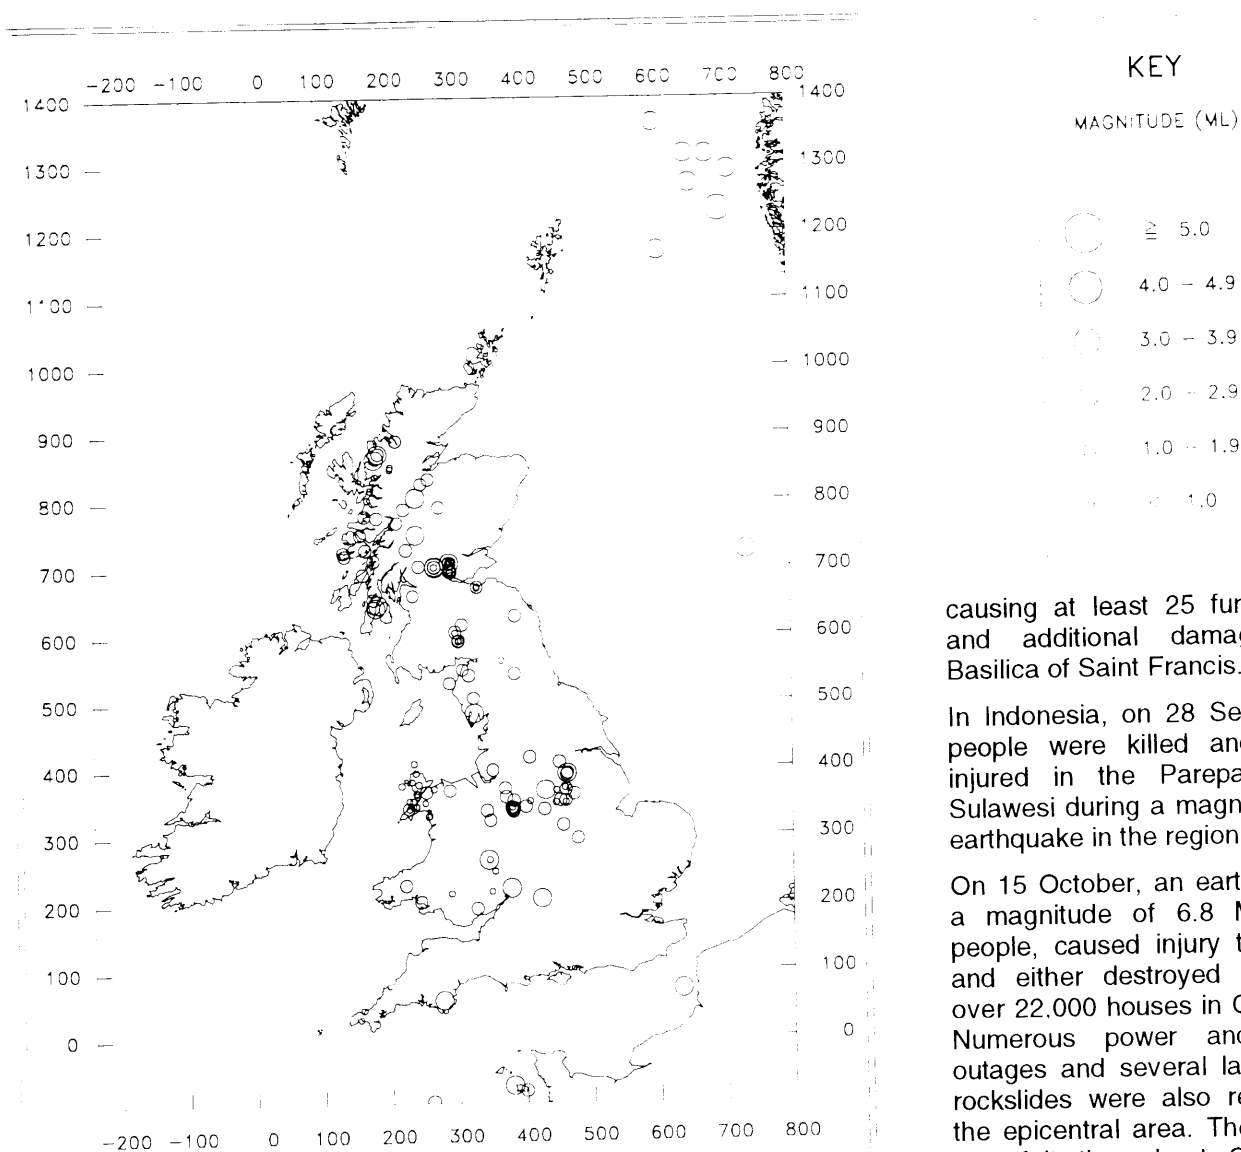 -200 -100 0 100 200 300 400 500 600 700 800
1400 1400
1300 1300
1200 1200
1100 1100
1000 1000
900 900
800 800
700 700
600 600
500 500
400 400
300 300
200 200
100 100
0 0
-200 -100 0 100 200 300 400 500 600 700 800
KEY
MAGNITUDE (ML)
≧ 5.0
4.0 - 4.9
3.0 - 3.9
2.0 - 2.9
1.0 - 1.9
< 1.0
causing at least 25 fur
and additional damag
Basilica of Saint Francis.
In Indonesia, on 28 Se
people were killed and
injured in the Parepa
Sulawesi during a magn
earthquake in the region
On 15 October, an eart
a magnitude of 6.8 M
people, caused injury t
and either destroyed
over 22,000 houses in C
Numerous power and
outages and several la
rockslides were also re
the epicentral area. The